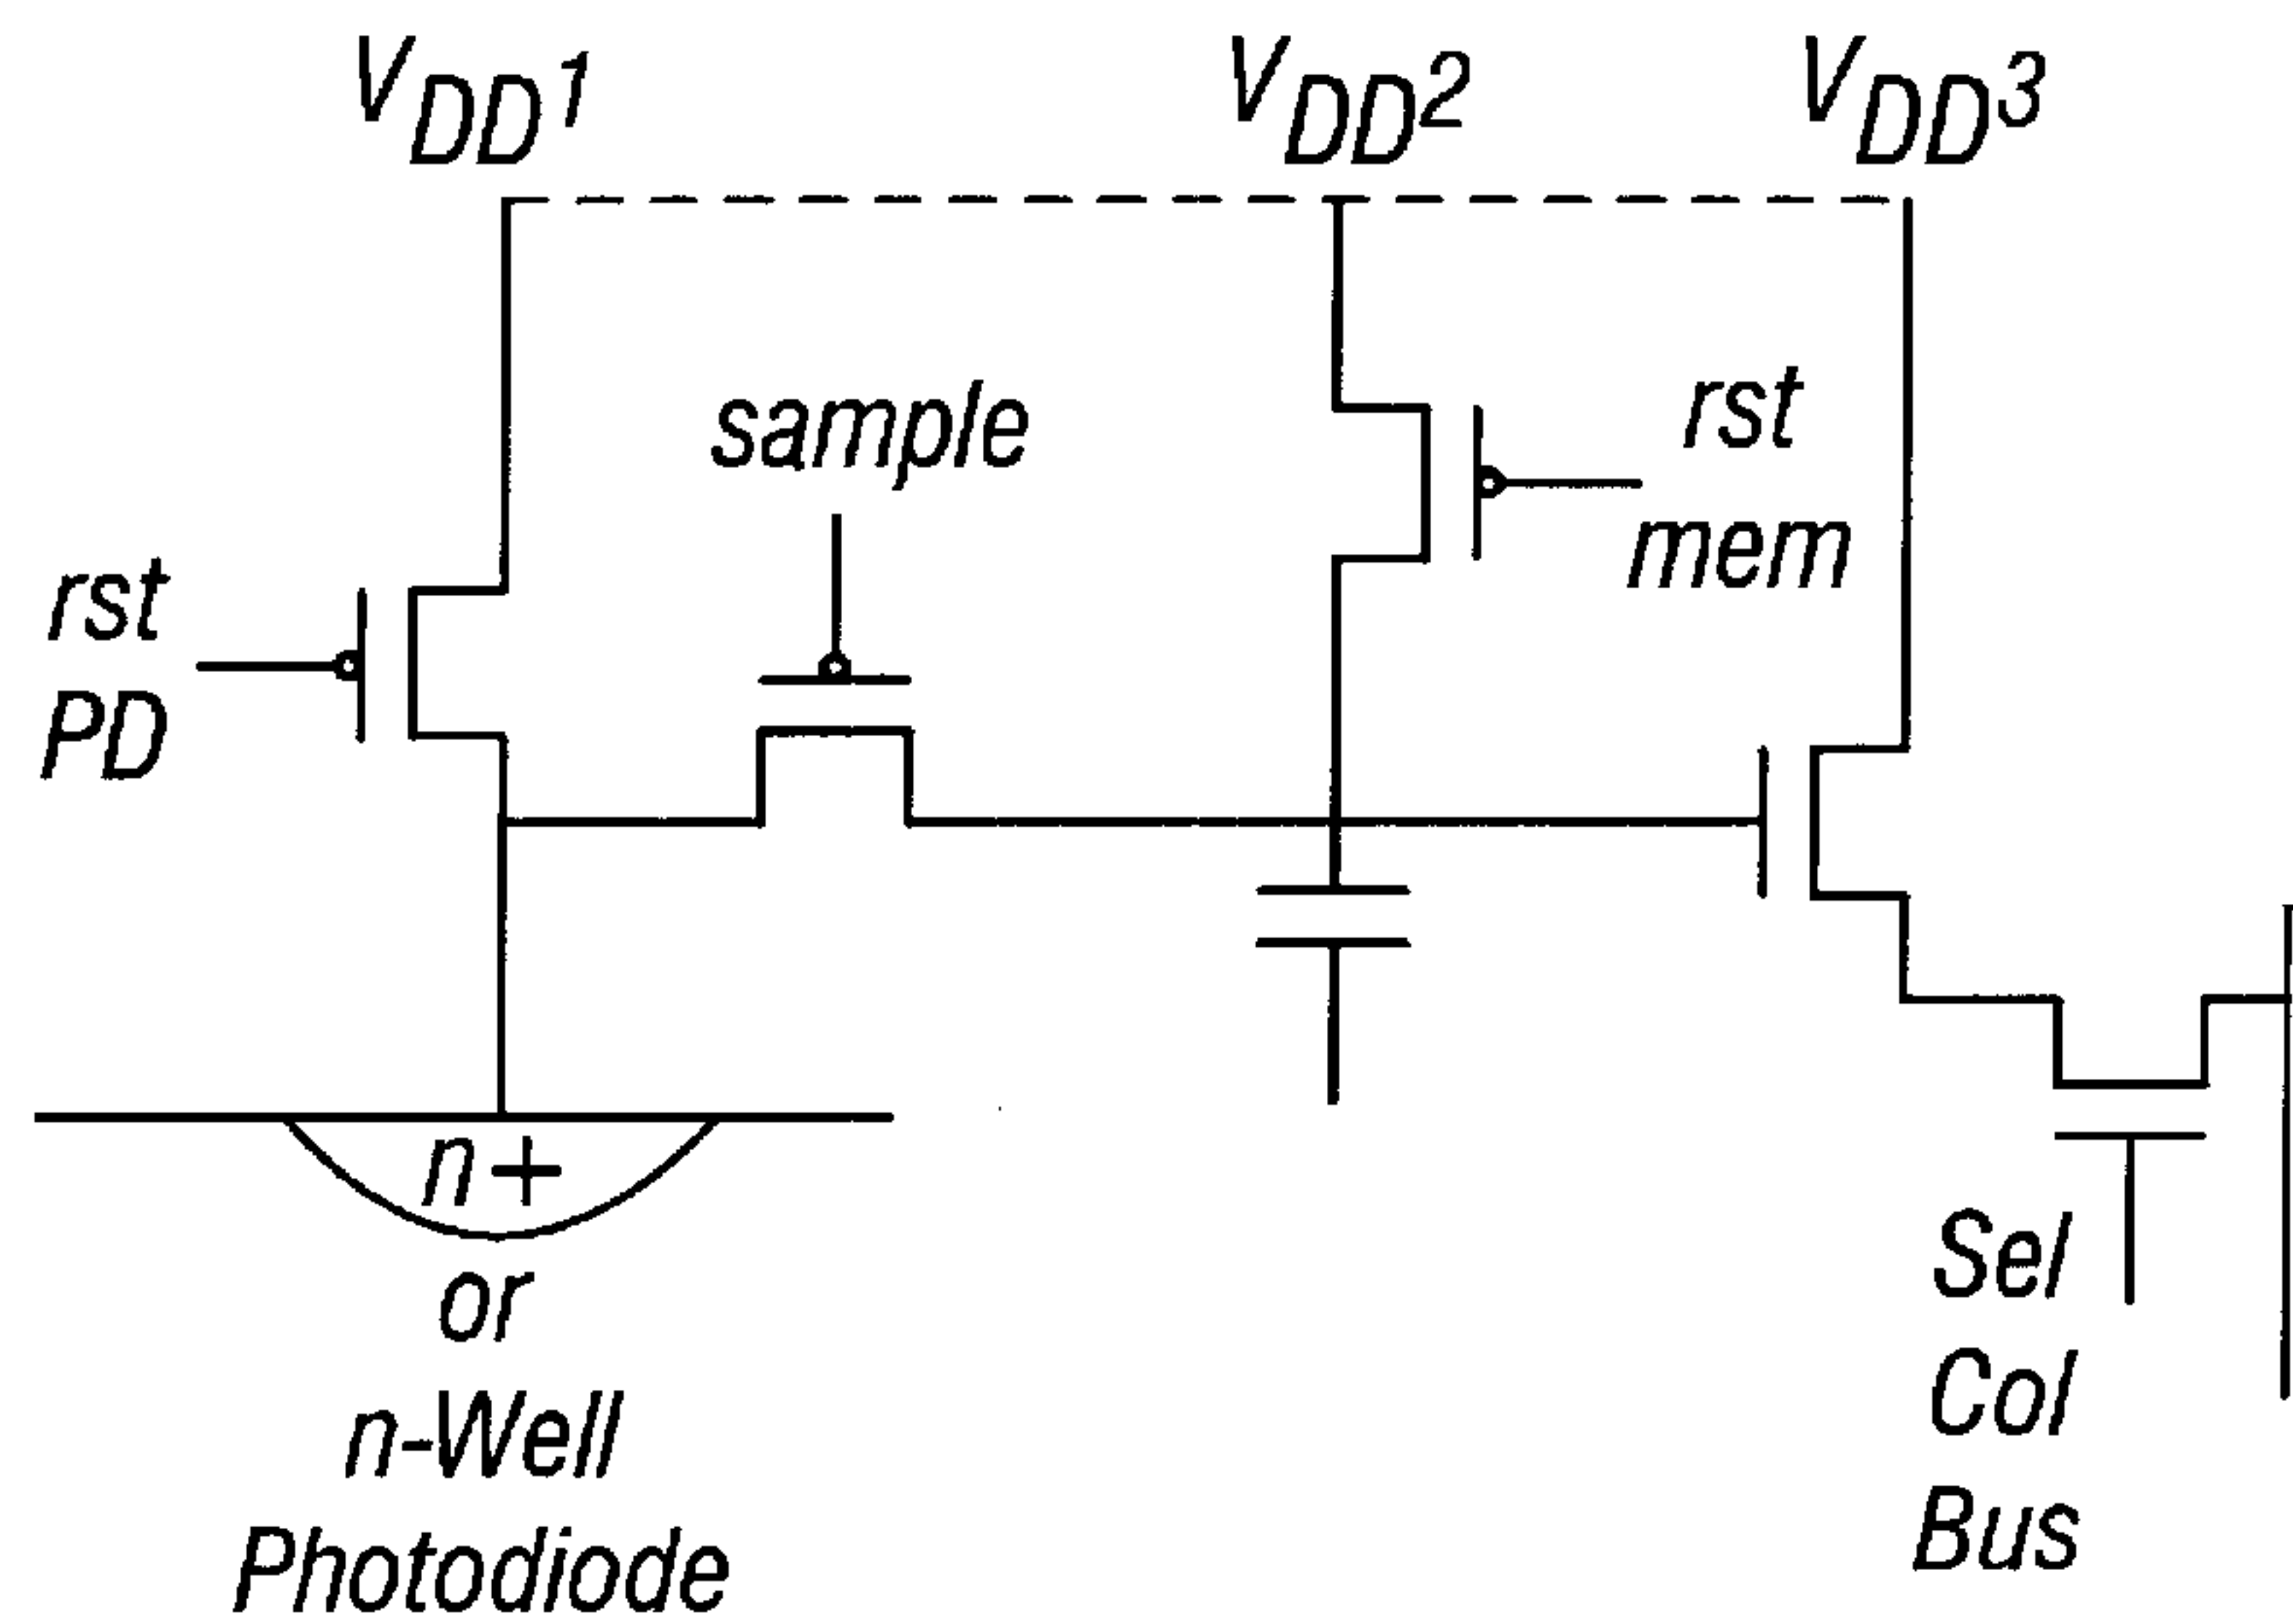 VDD1 VDD2 VDD3
sample
rst
mem
rst
PD
n+
or
n-Well
Photodiode
Sel
Col
Bus